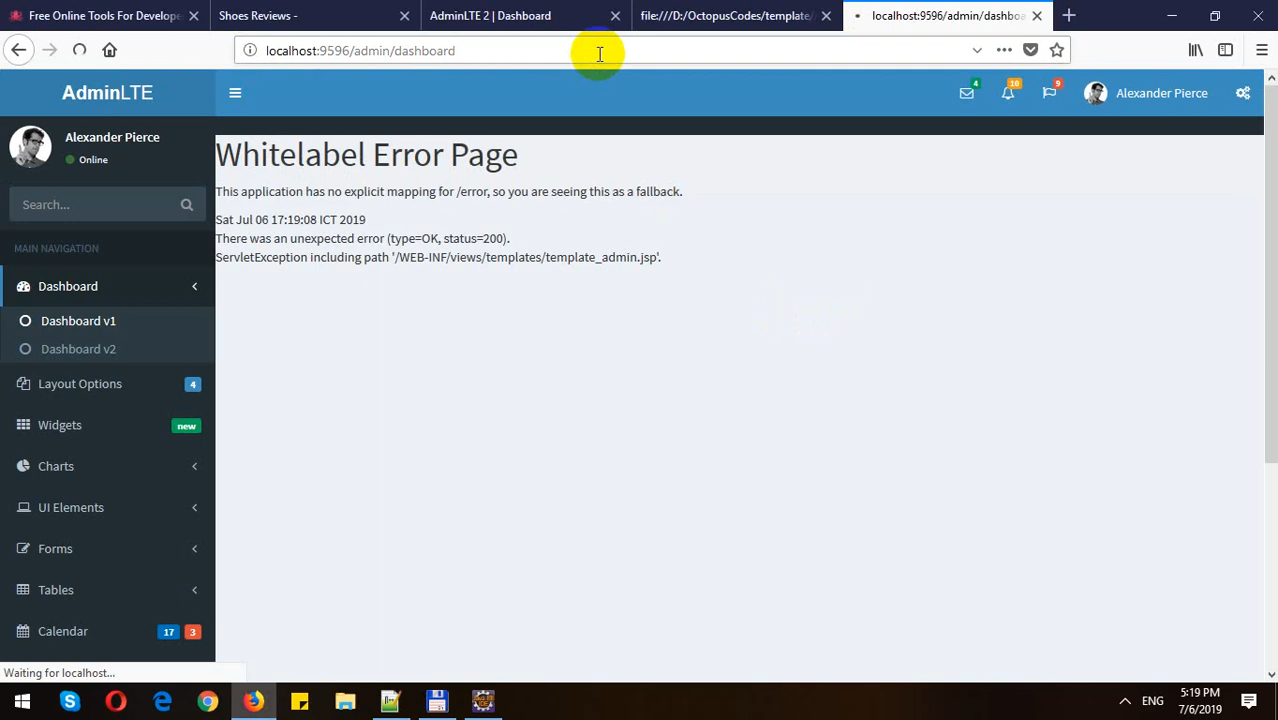 Free Online Tools For Develope
Shoes Reviews -
AdminLTE 2 | Dashboard
file:///D:/OctopusCodes/template/
localhost:9596/admin/dashboa
localhost:9596/admin/dashboard
AdminLTE
4
10
9
Alexander Pierce
Alexander Pierce
Online
Search...
MAIN NAVIGATION
Dashboard
Dashboard v1
Dashboard v2
Layout Options 4
Widgets new
Charts
UI Elements
Forms
Tables
Calendar 17 3
Whitelabel Error Page
This application has no explicit mapping for /error, so you are seeing this as a fallback.
Sat Jul 06 17:19:08 ICT 2019
There was an unexpected error (type=OK, status=200).
ServletException including path '/WEB-INF/views/templates/template_admin.jsp'.
Waiting for localhost...
ENG
5:19 PM
7/6/2019